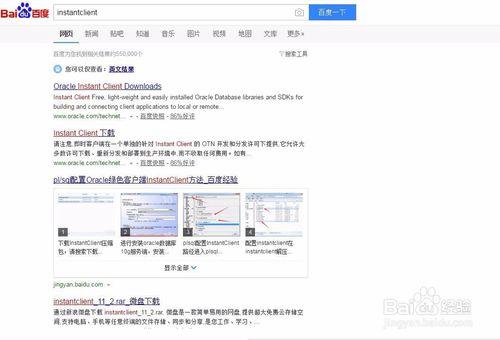 Bai百度 instantclient 百度一下
网页 新闻 贴吧 知道 音乐 图片 视频 地图 文库 更多»
百度为您找到相关结果约550,000个 搜索工具
您可以仅查看：英文结果
Oracle Instant Client Downloads
Instant Client Free, light-weight and easily installed Oracle Database libraries and SDKs for
building and connecting client applications to local or remote...
www.oracle.com/technet... - 百度快照 - 86%好评
Instant Client 下载
请注意,即时客户端在一个单独的针对 Instant Client 的 OTN 开发和分发许可下提供,它允许大
多数许可下载、重新分发和部署到生产环境中,而不收取任何费用。如有...
www.oracle.com/technet... - 百度快照 - 86%好评
pl/sql配置Oracle绿色客户端InstantClient方法_百度经验
1 2 3 4
下载InstantClient压缩包，请搜索下载...
进行安装oracle数据库10g服务端，安装...
plsql配置InstantClient路径进入plsql...
配置Instantclient在instantclient解压...
显示全部
jingyan.baidu.com
instantclient_11_2.rar_微盘下载
通过新浪微盘下载 instantclient_11_2.rar, 微盘是一款简单易用的网盘,提供超大免费云存储空
间,支持电脑、手机等任意终端的文件存储、同步和分享,是您工作、学习...
Baidu经验
jingyan.baidu.com